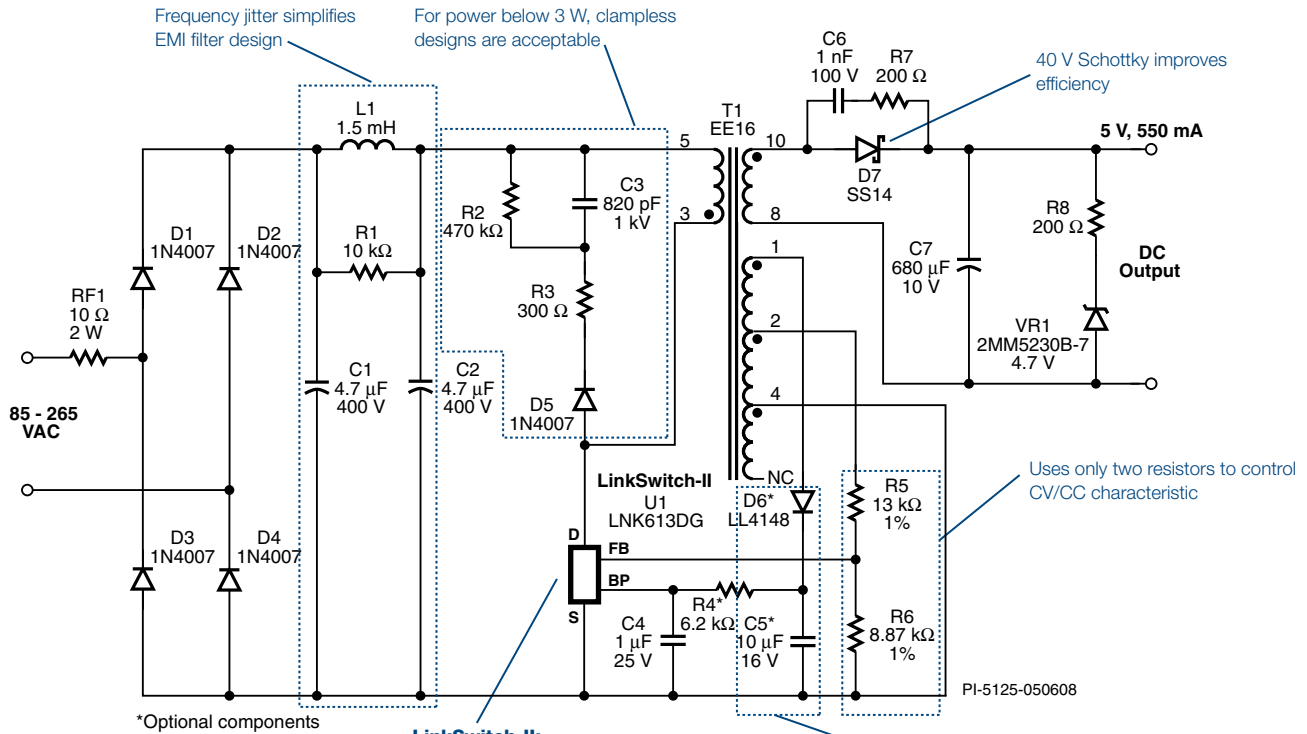 Frequency jitter simplifies
EMI filter design
For power below 3 W, clampless
designs are acceptable
C6
1 nF
100 V
R7
200 Ω
40 V Schottky improves
efficiency
L1
1.5 mH
T1
EE16
5
10
5 V, 550 mA
D7
SS14
C3
820 pF
1 kV
R2
470 kΩ
3
8
R8
200 Ω
D1
1N4007
D2
1N4007
R1
10 kΩ
1
C7
680 µF
10 V
DC
Output
RF1
10 Ω
2 W
R3
300 Ω
2
VR1
2MM5230B-7
4.7 V
C1
4.7 µF
400 V
C2
4.7 µF
400 V
D5
1N4007
4
85 - 265
VAC
NC
LinkSwitch-II
U1
LNK613DG
D6*
LL4148
R5
13 kΩ
1%
Uses only two resistors to control
CV/CC characteristic
D3
1N4007
D4
1N4007
D
FB
BP
S
R4*
6.2 kΩ
C4
1 µF
25 V
C5*
10 µF
16 V
R6
8.87 kΩ
1%
PI-5125-050608
*Optional components